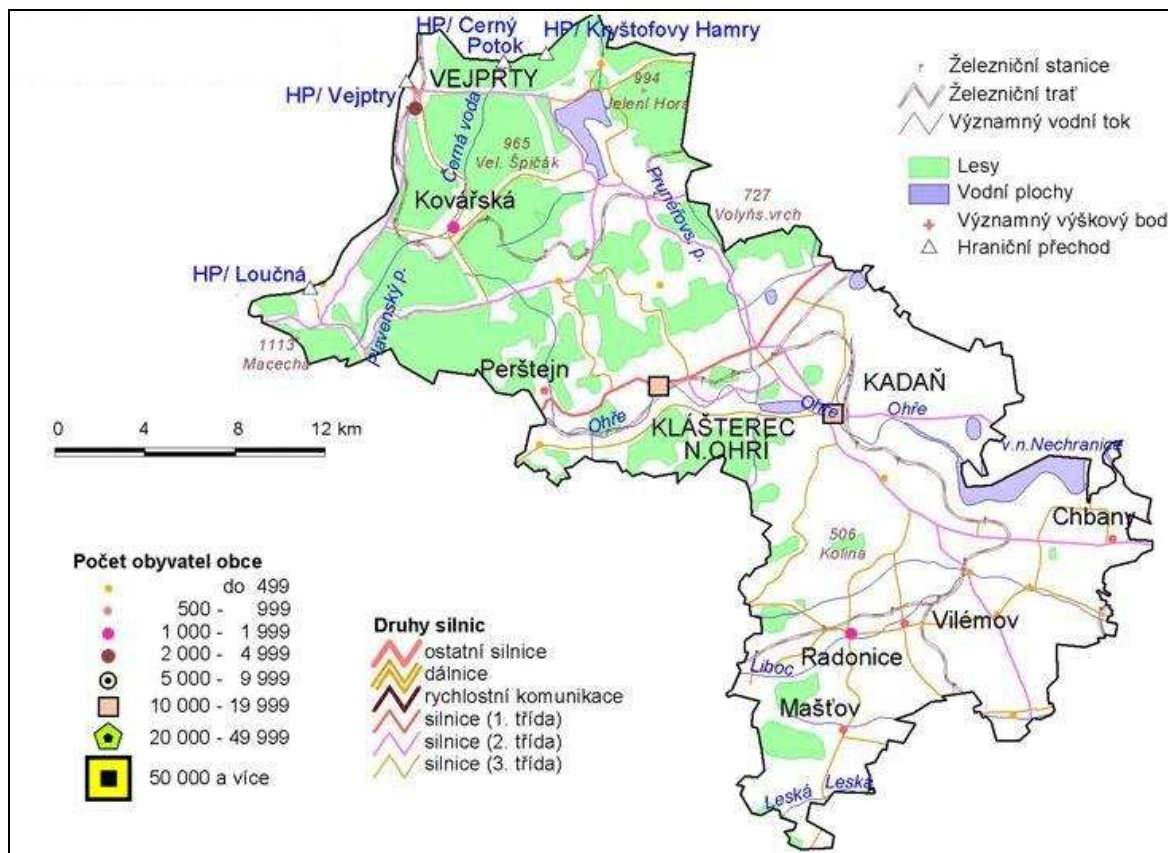 HP/ Černý
Potok
HP/ Kryštofovy Hamry
VEJPRTY
HP/ Vejptry
994
Jelení Hora
Černá voda
965
Vel. Špičák
Kovářská
Prunéřovs. p.
727
Volyňs.vrch
HP/ Loučná
Plavenský p.
1113
Macecha
Perštejn
Ohře
KLÁŠTEREC
N.OHŘÍ
Ohře
KADAŇ
Ohře
v.n.Nechranice
Chbany
506
Kolina
Vilémov
Radonice
Liboc
Mašťov
Leská
Leska
Železniční stanice
Železniční trať
Významný vodní tok
Lesy
Vodní plochy
Významný výškový bod
Hraniční přechod
0 4 8 12 km
Počet obyvatel obce
do 499
500 - 999
1 000 - 1 999
2 000 - 4 999
5 000 - 9 999
10 000 - 19 999
20 000 - 49 999
50 000 a více
Druhy silnic
ostatní silnice
dálnice
rychlostní komunikace
silnice (1. třída)
silnice (2. třída)
silnice (3. třída)